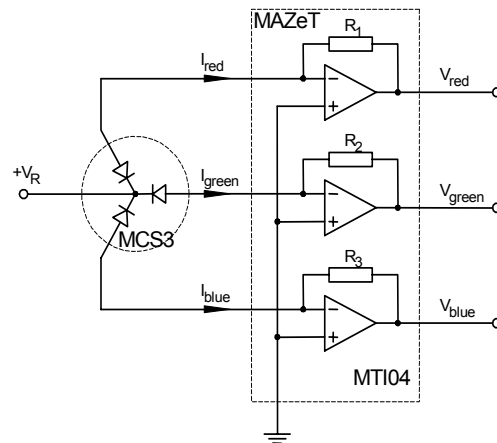 MAZeT
R1
Ired
Vred
+VR
R2
Igreen
Vgreen
MCS3
R3
Iblue
Vblue
MTI04